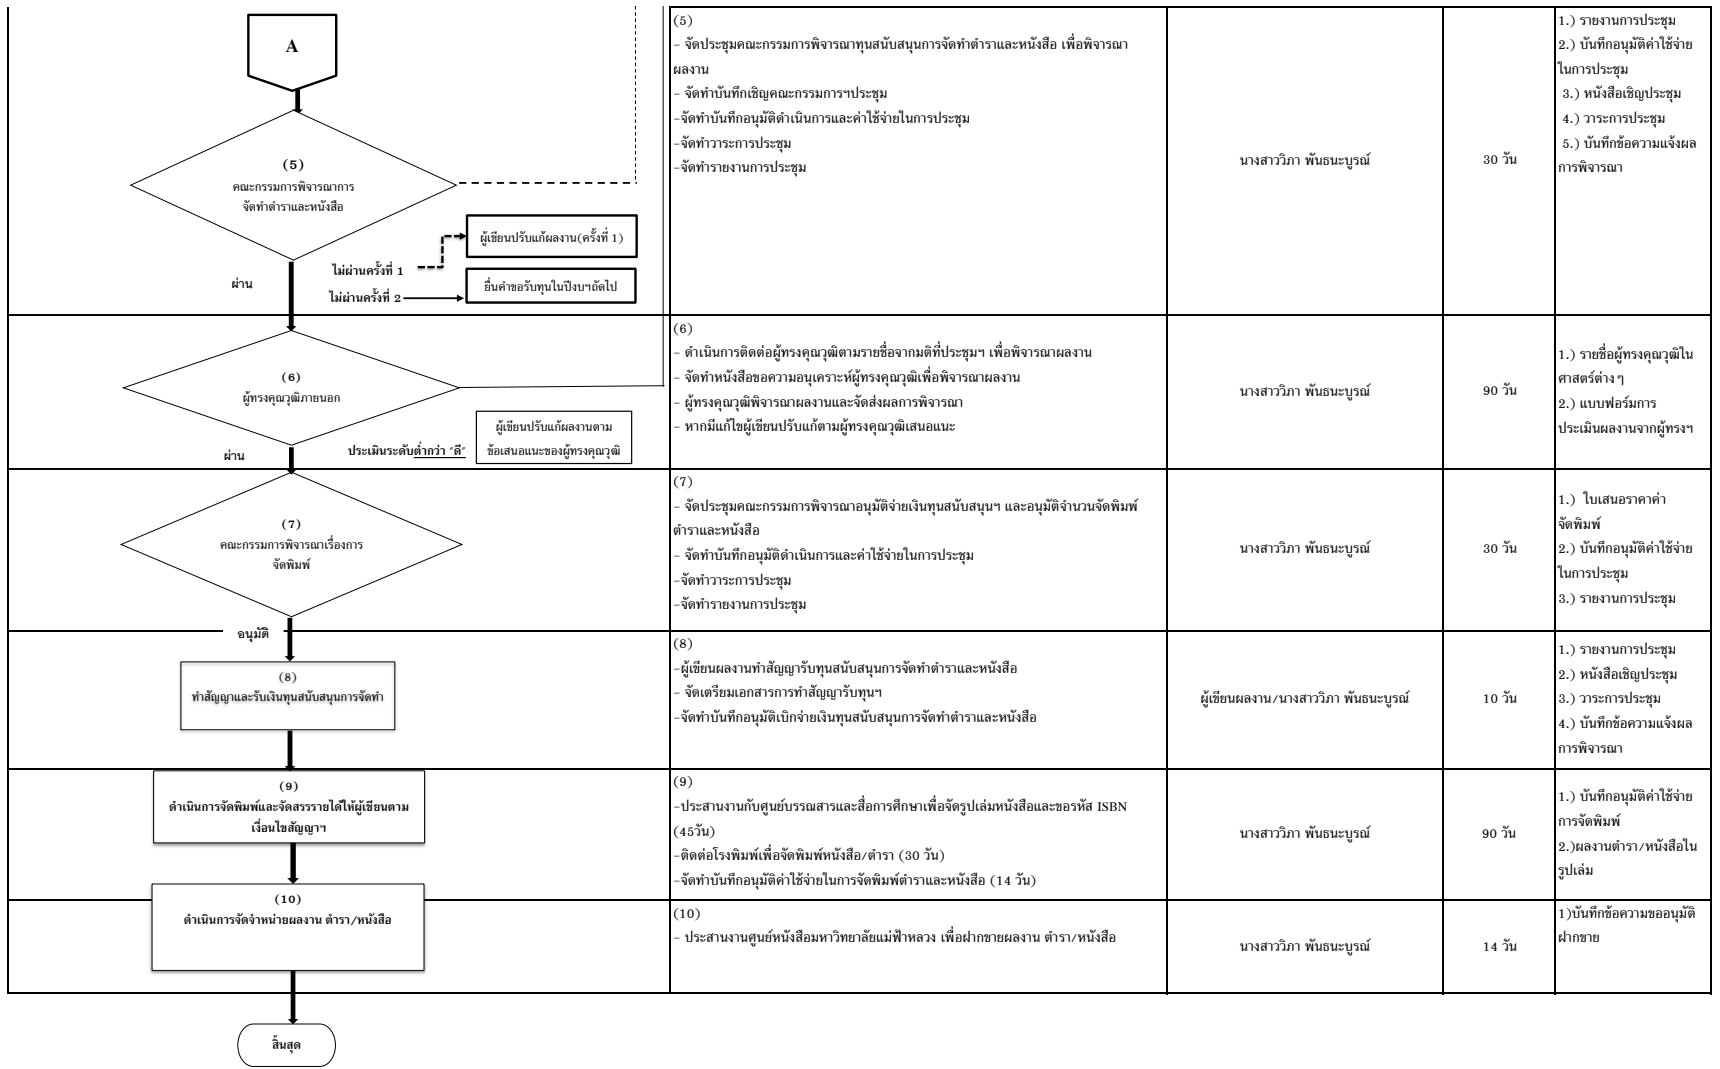 A
(5)
คณะกรรมการพิจารณาการ
จัดทำตำราและหนังสือ
ผู้เขียนปรับแก้ผลงาน(ครั้งที่ 1)
ไม่ผ่านครั้งที่ 1
ผ่าน
ยื่นคำขอรับทุนในปีงบฯถัดไป
ไม่ผ่านครั้งที่ 2
(5)
- จัดประชุมคณะกรรมการพิจารณาทุนสนับสนุนการจัดทำตำราและหนังสือ เพื่อพิจารณา
ผลงาน
- จัดทำบันทึกเชิญคณะกรรมการฯประชุม
-จัดทำบันทึกอนุมัติดำเนินการและค่าใช้จ่ายในการประชุม
-จัดทำวาระการประชุม
-จัดทำรายงานการประชุม
นางสาววิภา พันธนะบูรณ์
30 วัน
1.) รายงานการประชุม
2.) บันทึกอนุมัติค่าใช้จ่าย
ในการประชุม
3.) หนังสือเชิญประชุม
4.) วาระการประชุม
5.) บันทึกข้อความแจ้งผล
การพิจารณา
(6)
ผู้ทรงคุณวุฒิภายนอก
ผู้เขียนปรับแก้ผลงานตาม
ข้อเสนอแนะของผู้ทรงคุณวุฒิ
ประเมินระดับต่ำกว่า "ดี"
ผ่าน
(6)
- ดำเนินการติดต่อผู้ทรงคุณวุฒิตามรายชื่อจากมติที่ประชุมฯ เพื่อพิจารณาผลงาน
- จัดทำหนังสือขอความอนุเคราะห์ผู้ทรงคุณวุฒิเพื่อพิจารณาผลงาน
- ผู้ทรงคุณวุฒิพิจารณาผลงานและจัดส่งผลการพิจารณา
- หากมีแก้ไขผู้เขียนปรับแก้ตามผู้ทรงคุณวุฒิเสนอแนะ
นางสาววิภา พันธนะบูรณ์
90 วัน
1.) รายชื่อผู้ทรงคุณวุฒิใน
ศาสตร์ต่าง ๆ
2.) แบบฟอร์มการ
ประเมินผลงานจากผู้ทรงฯ
(7)
คณะกรรมการพิจารณาเรื่องการ
จัดพิมพ์
อนุมัติ
(7)
- จัดประชุมคณะกรรมการพิจารณาอนุมัติจ่ายเงินทุนสนับสนุนฯ และอนุมัติจำนวนจัดพิมพ์
ตำราและหนังสือ
- จัดทำบันทึกอนุมัติดำเนินการและค่าใช้จ่ายในการประชุม
-จัดทำวาระการประชุม
-จัดทำรายงานการประชุม
นางสาววิภา พันธนะบูรณ์
30 วัน
1.) ใบเสนอราคาค่า
จัดพิมพ์
2.) บันทึกอนุมัติค่าใช้จ่าย
ในการประชุม
3.) รายงานการประชุม
(8)
ทำสัญญาและรับเงินทุนสนับสนุนการจัดทำ
(8)
-ผู้เขียนผลงานทำสัญญารับทุนสนับสนุนการจัดทำตำราและหนังสือ
- จัดเตรียมเอกสารการทำสัญญารับทุนฯ
-จัดทำบันทึกอนุมัติเบิกจ่ายเงินทุนสนับสนุนการจัดทำตำราและหนังสือ
ผู้เขียนผลงาน/นางสาววิภา พันธนะบูรณ์
10 วัน
1.) รายงานการประชุม
2.) หนังสือเชิญประชุม
3.) วาระการประชุม
4.) บันทึกข้อความแจ้งผล
การพิจารณา
(9)
ดำเนินการจัดพิมพ์และจัดสรรรายได้ให้ผู้เขียนตาม
เงื่อนไขสัญญาฯ
(9)
-ประสานงานกับศูนย์บรรณสารและสื่อการศึกษาเพื่อจัดรูปเล่มหนังสือและขอรหัส ISBN
(45วัน)
-ติดต่อโรงพิมพ์เพื่อจัดพิมพ์หนังสือ/ตำรา (30 วัน)
-จัดทำบันทึกอนุมัติค่าใช้จ่ายในการจัดพิมพ์ตำราและหนังสือ (14 วัน)
นางสาววิภา พันธนะบูรณ์
90 วัน
1.) บันทึกอนุมัติค่าใช้จ่าย
การจัดพิมพ์
2.)ผลงานตำรา/หนังสือใน
รูปเล่ม
(10)
ดำเนินการจัดจำหน่ายผลงาน ตำรา/หนังสือ
(10)
- ประสานงานศูนย์หนังสือมหาวิทยาลัยแม่ฟ้าหลวง เพื่อฝากขายผลงาน ตำรา/หนังสือ
นางสาววิภา พันธนะบูรณ์
14 วัน
1)บันทึกข้อความขออนุมัติ
ฝากขาย
สิ้นสุด